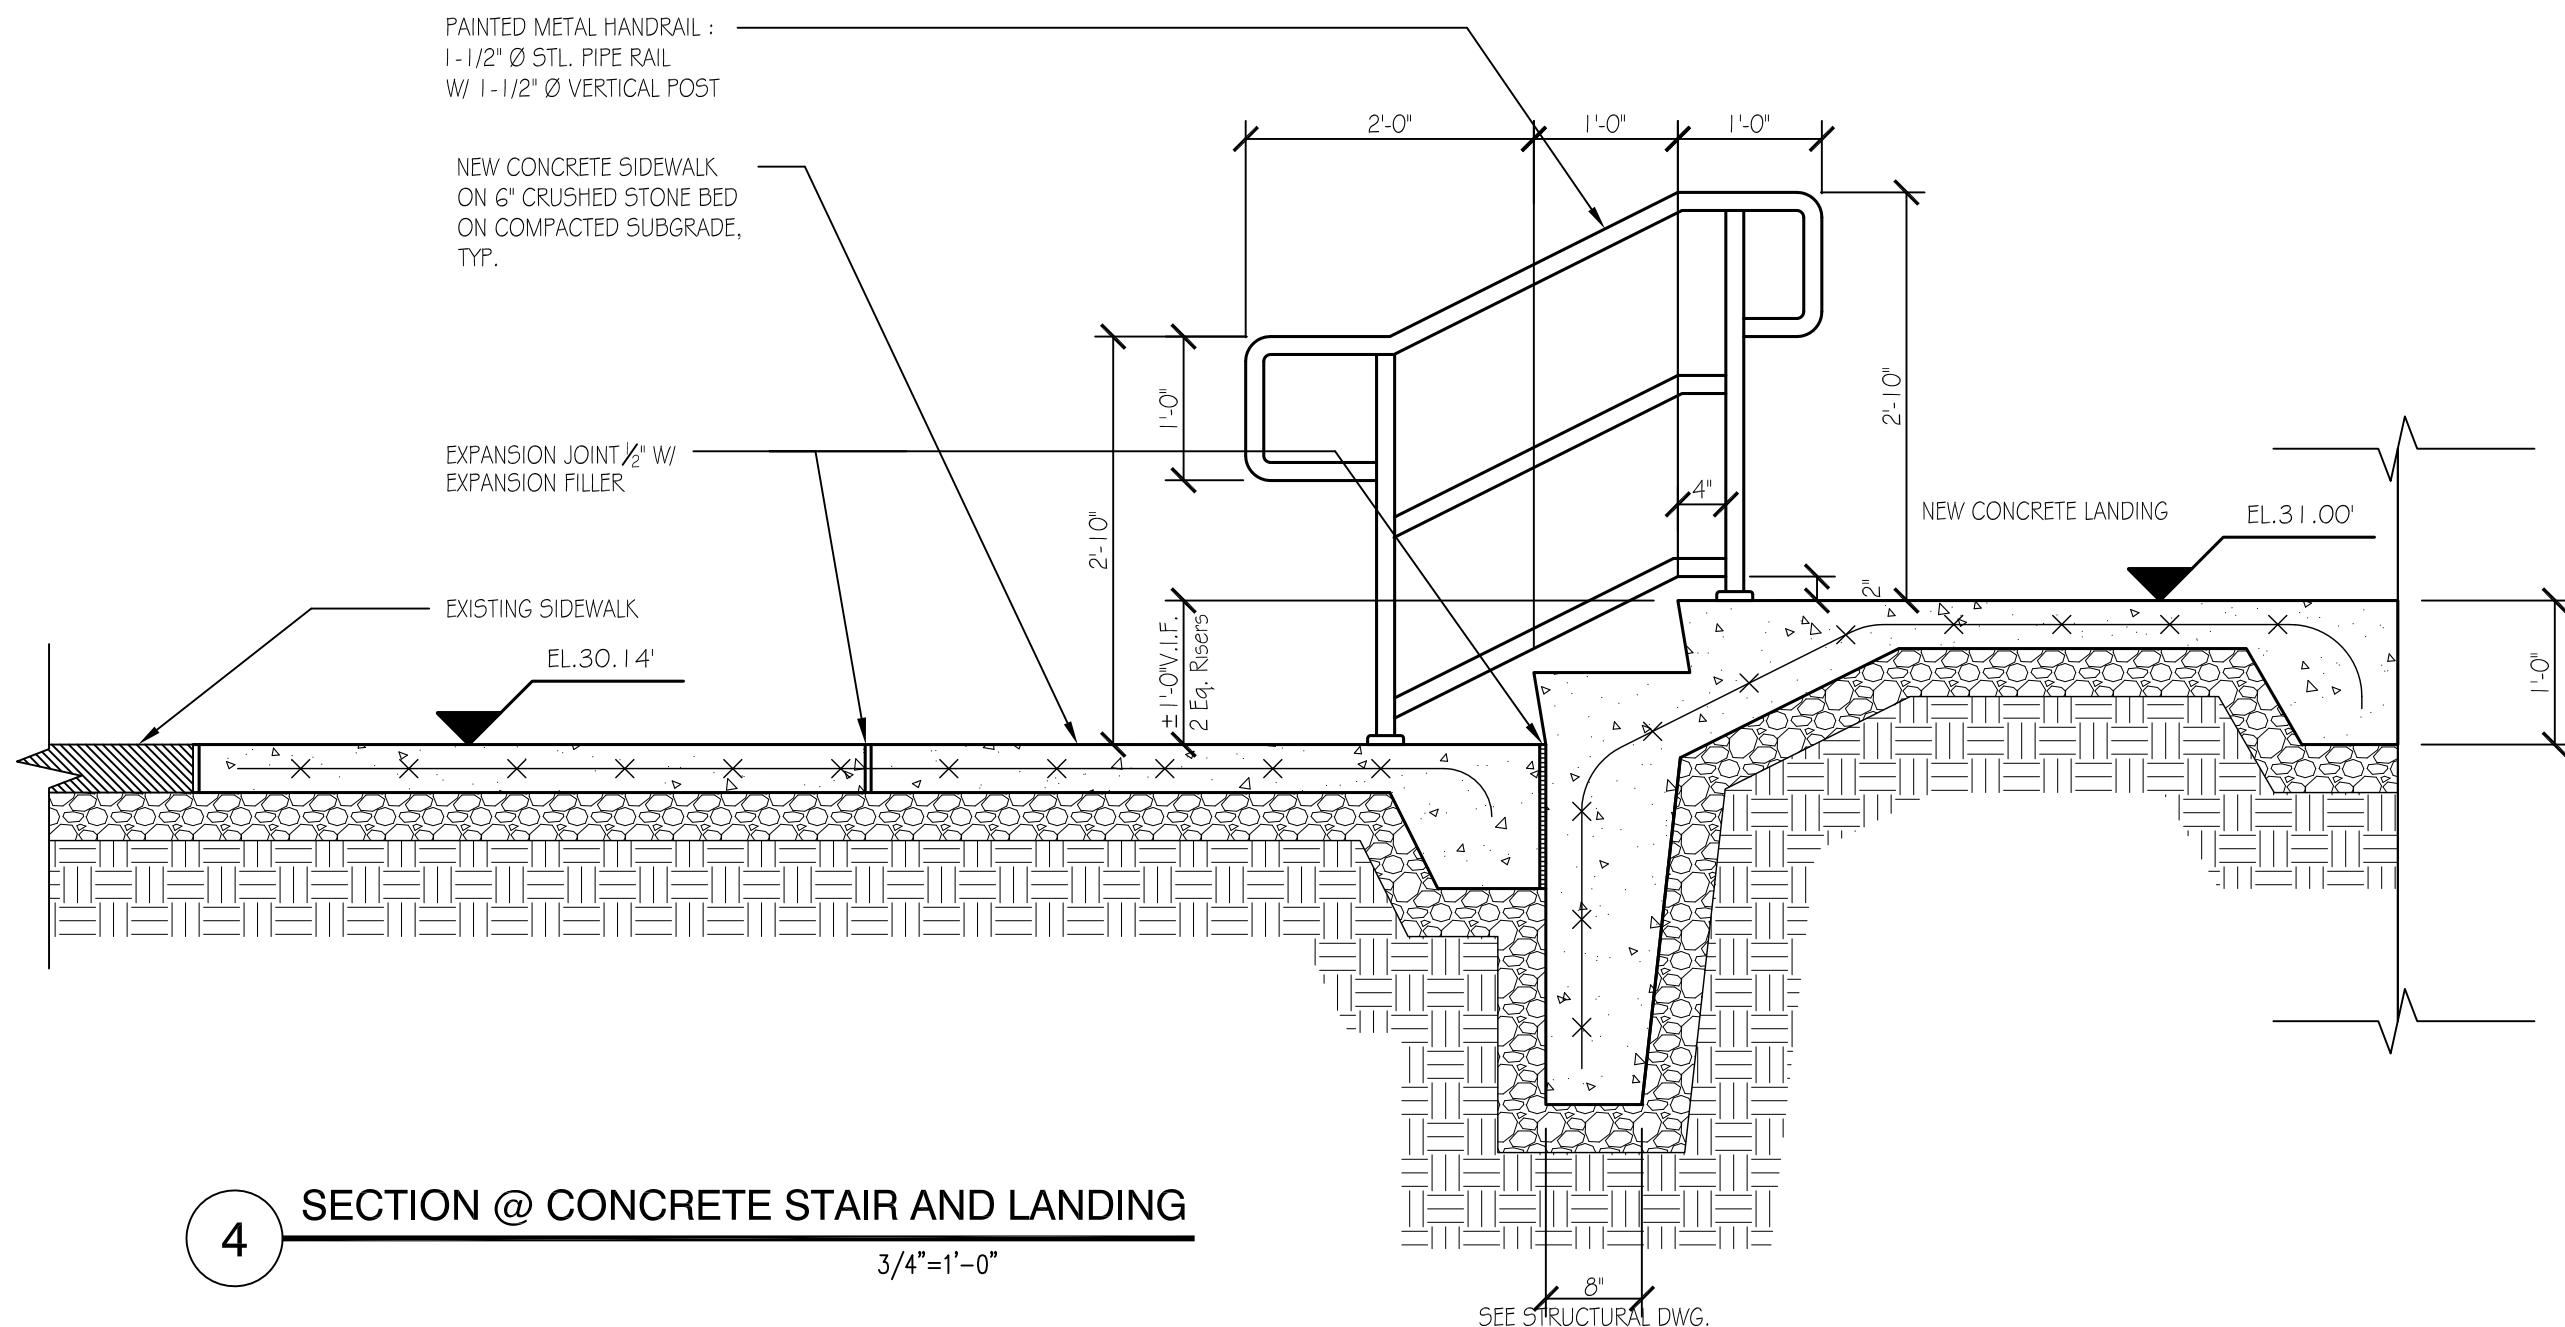 PAINTED METAL HANDRAIL :
1-1/2" Ø STL. PIPE RAIL
W/ 1-1/2" Ø VERTICAL POST
2'-0"
1'-0"
1'-0"
NEW CONCRETE SIDEWALK
ON 6" CRUSHED STONE BED
ON COMPACTED SUBGRADE,
TYP.
1'-0"
2'-10"
EXPANSION JOINT 1/2" W/
EXPANSION FILLER
4"
2'-10"
NEW CONCRETE LANDING
EL.31.00'
2"
EXISTING SIDEWALK
EL.30.14'
±1'-0"V.I.F.
2 Eq. Risers
1'-0"
4
SECTION @ CONCRETE STAIR AND LANDING
3/4"=1'-0"
8"
SEE STRUCTURAL DWG.